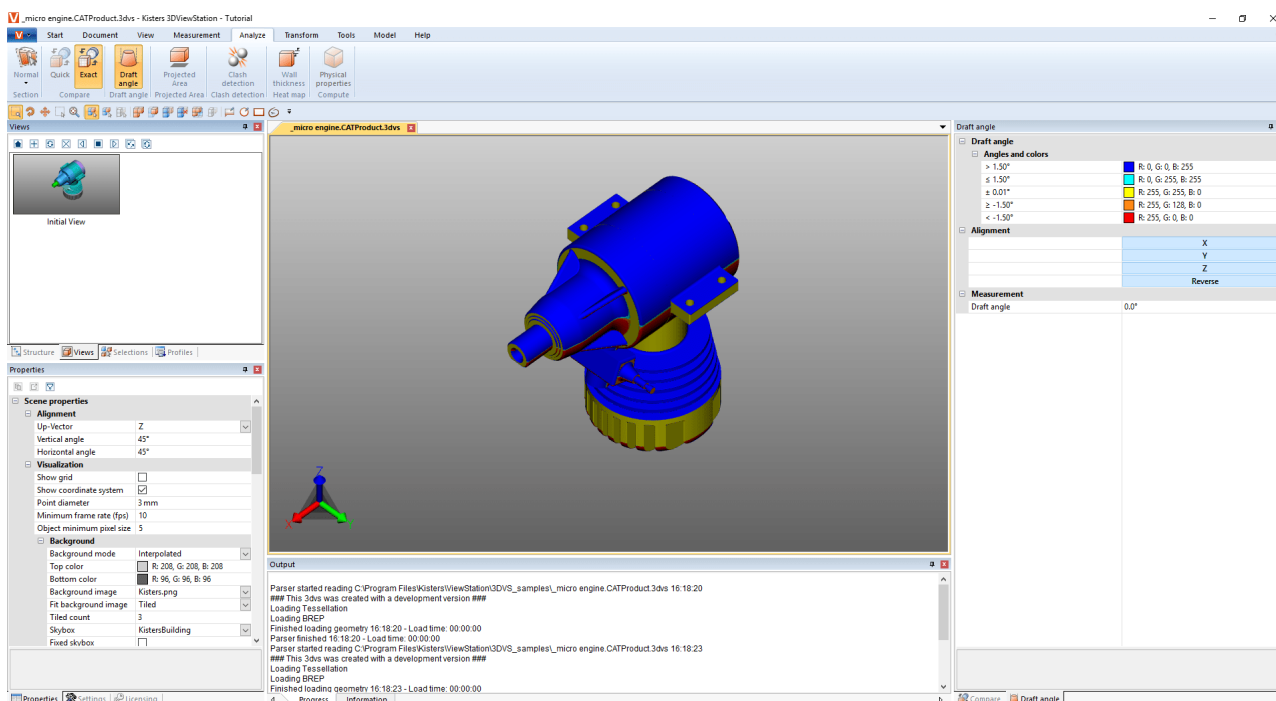 _micro engine.CATProduct.3dvs - Kisters 3DViewStation - Tutorial
Start Document View Measurement Analyze Transform Tools Model Help
Normal Quick Exact Draft angle Projected Area Clash detection Wall thickness Physical properties
Section Compare Draft angle Projected Area Clash detection Heat map Compute
Views
Initial View
Structure Views Selections Profiles
Properties
Scene properties
Alignment
Up-Vector Z
Vertical angle 45°
Horizontal angle 45°
Visualization
Show grid
Show coordinate system
Point diameter 3 mm
Minimum frame rate (fps) 10
Object minimum pixel size 5
Background
Background mode Interpolated
Top color R: 208, G: 208, B: 208
Bottom color R: 96, G: 96, B: 96
Background image Kisters.png
Fit background image Tiled
Tiled count 3
Skybox KistersBuilding
Fixed skybox
Properties Settings Licensing
_micro engine.CATProduct.3dvs
Z
X
Y
Output
Parser started reading C:\Program Files\Kisters\ViewStation\3DVS_samples\_micro engine.CATProduct.3dvs 16:18:20
### This 3dvs was created with a development version ###
Loading Tessellation
Loading BREP
Finished loading geometry 16:18:20 - Load time: 00:00:00
Parser finished 16:18:20 - Load time: 00:00:00
Parser started reading C:\Program Files\Kisters\ViewStation\3DVS_samples\_micro engine.CATProduct.3dvs 16:18:23
### This 3dvs was created with a development version ###
Loading Tessellation
Loading BREP
Finished loading geometry 16:18:23 - Load time: 00:00:00
Progress Information
Draft angle
Draft angle
Angles and colors
> 1.50° R: 0, G: 0, B: 255
≤ 1.50° R: 0, G: 255, B: 255
± 0.01° R: 255, G: 255, B: 0
≥ -1.50° R: 255, G: 128, B: 0
< -1.50° R: 255, G: 0, B: 0
Alignment
X
Y
Z
Reverse
Measurement
Draft angle 0.0°
Compare Draft angle